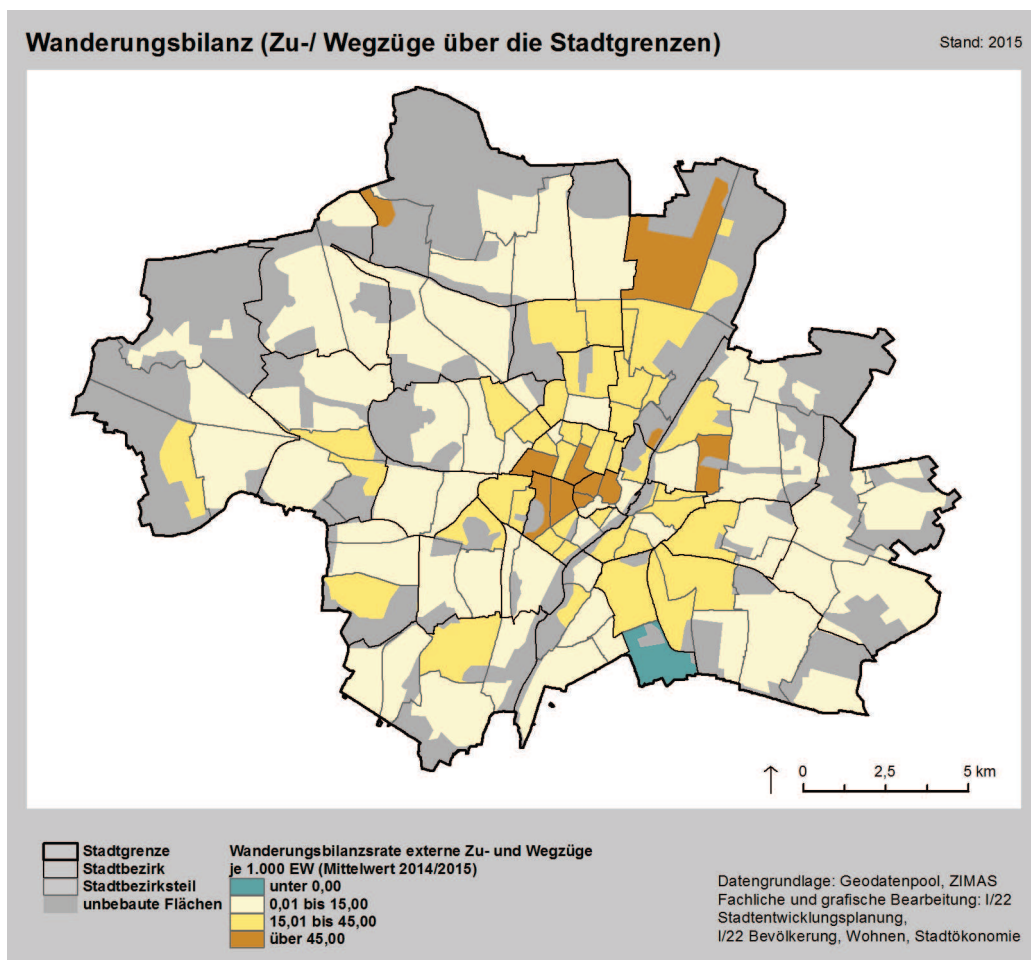 Wanderungsbilanz (Zu-/ Wegzüge über die Stadtgrenzen)
Stand: 2015
0 2,5 5 km
Stadtgrenze
Stadtbezirk
Stadtbezirksteil
unbebaute Flächen
Wanderungsbilanzsrate externe Zu- und Wegzüge
je 1.000 EW (Mittelwert 2014/2015)
unter 0,00
0,01 bis 15,00
15,01 bis 45,00
über 45,00
Datengrundlage: Geodatenpool, ZIMAS
Fachliche und grafische Bearbeitung: I/22
Stadtentwicklungsplanung,
I/22 Bevölkerung, Wohnen, Stadtökonomie